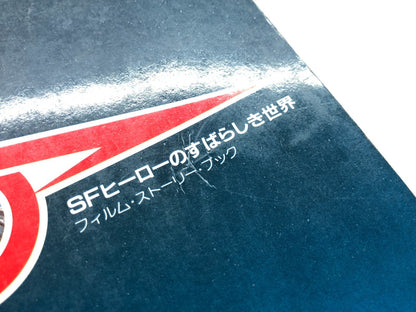 SFヒーローのすばらしき世界
フィルム・ストーリー・ブック